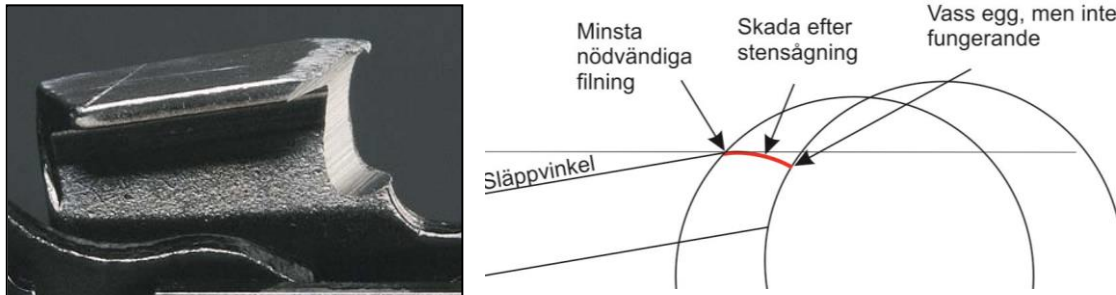 Minsta
nödvändiga
filning
Skada efter
stensågning
Vass egg, men inte
fungerande
Släppvinkel